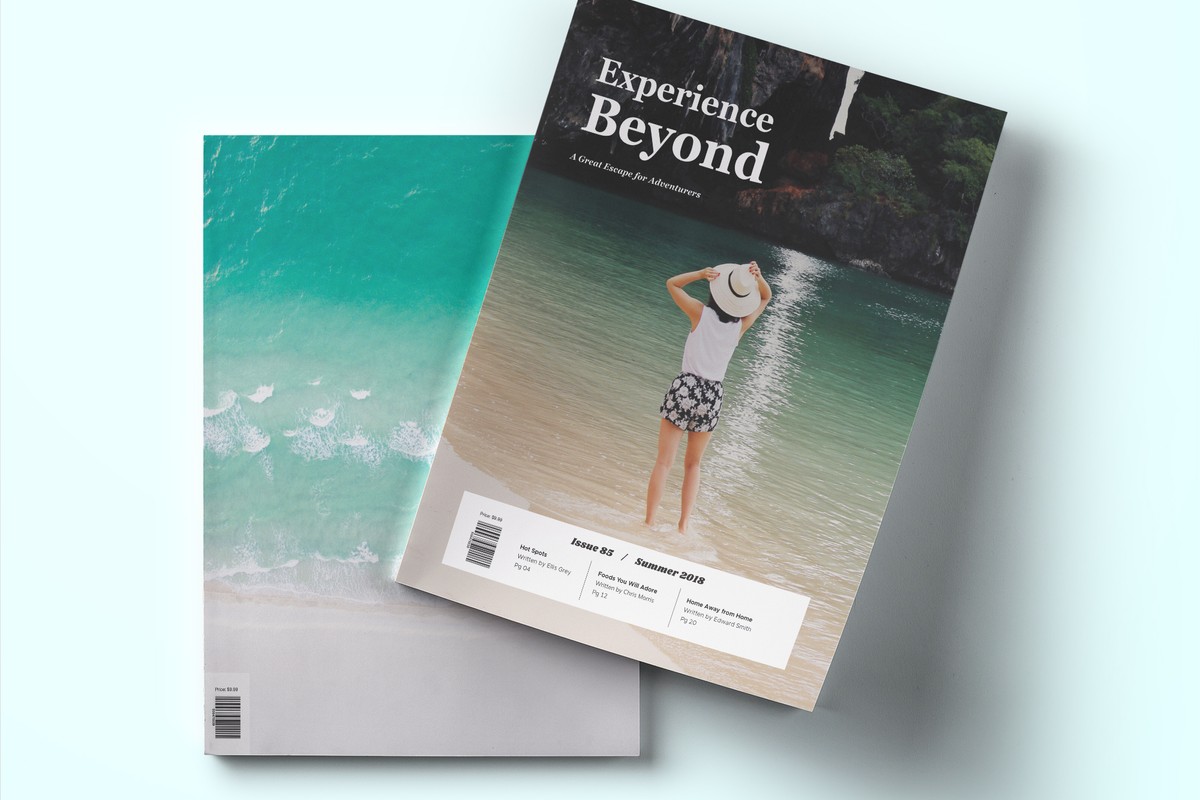 Experience
Beyond
A Great Escape for Adventurers
Price: $9.99
Issue 85 / Summer 2018
Hot Spots
Written by Ellis Grey
Pg 04
Foods You Will Adore
Written by Chris Morris
Pg 12
Home Away from Home
Written by Edward Smith
Pg 20
Price: $9.99